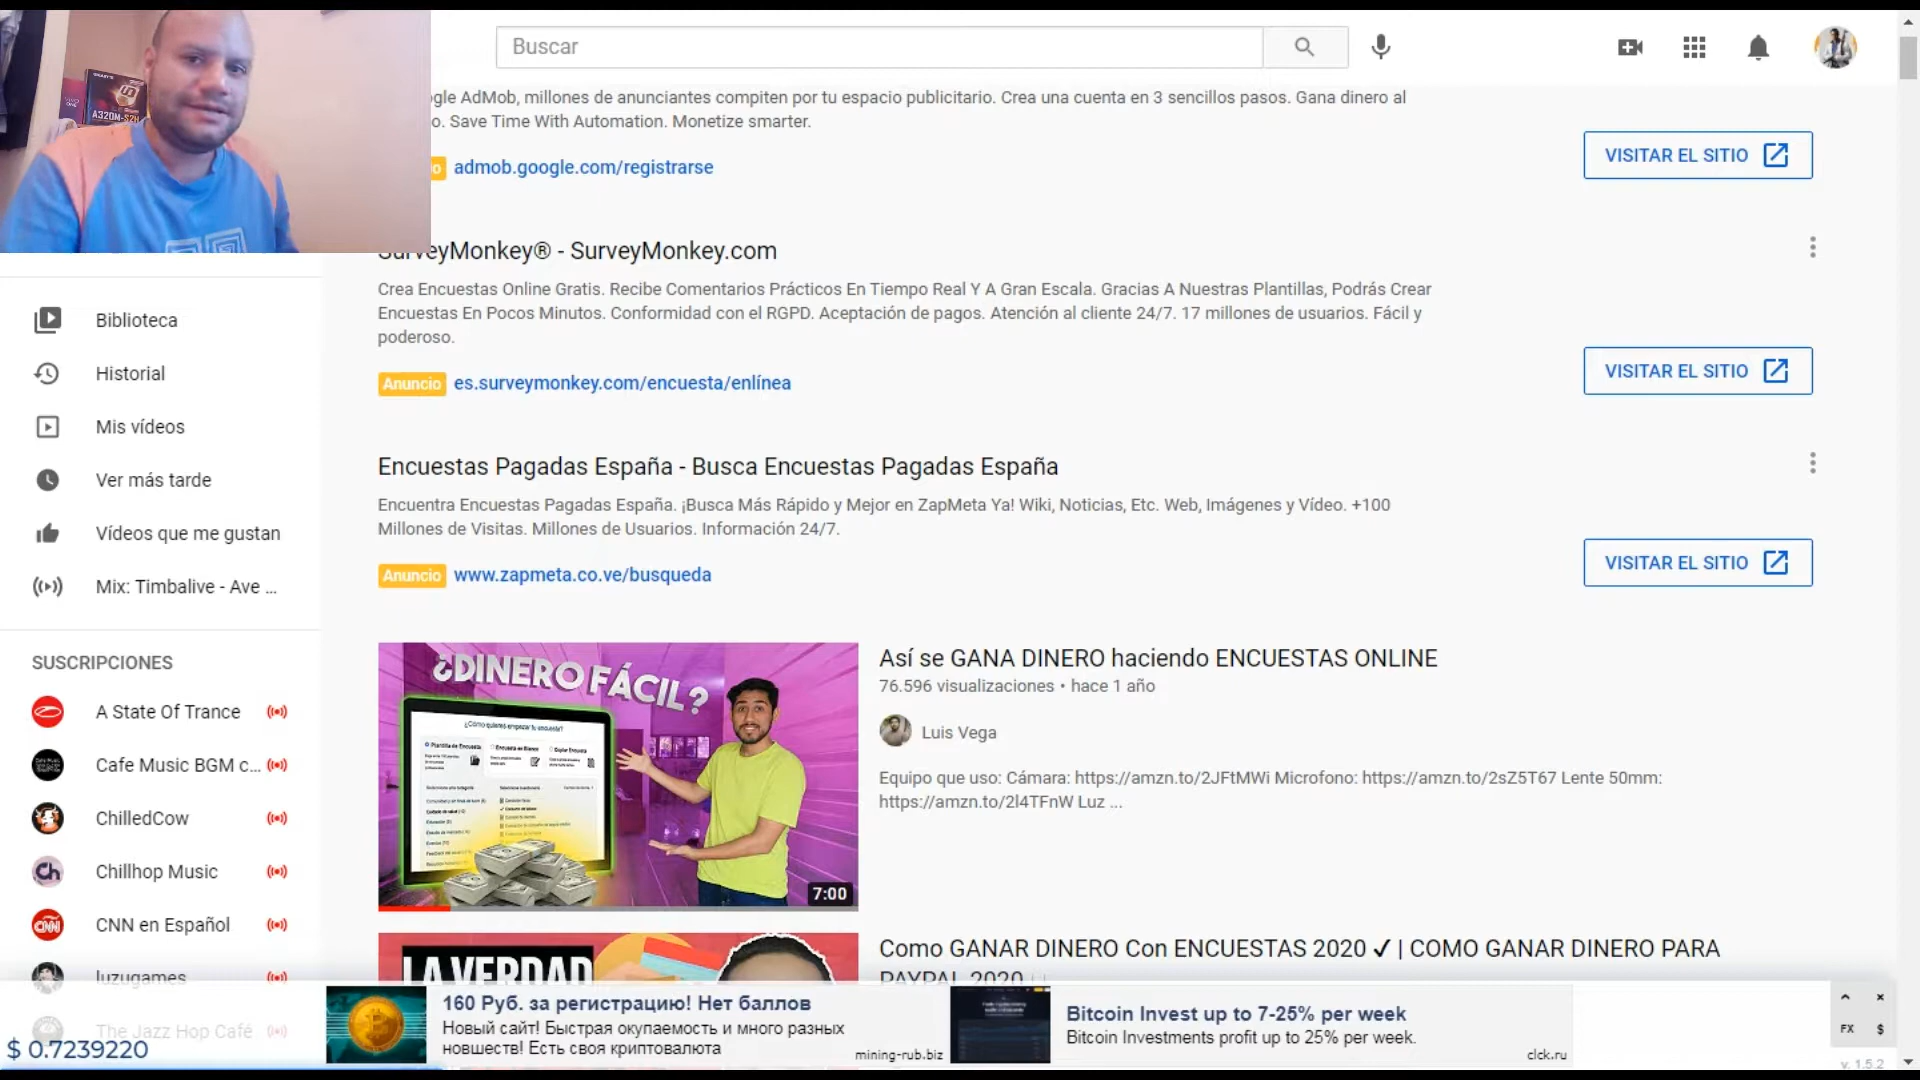 Buscar
gle AdMob, millones de anunciantes compiten por tu espacio publicitario. Crea una cuenta en 3 sencillos pasos. Gana dinero al
o. Save Time With Automation. Monetize smarter.
admob.google.com/registrarse
VISITAR EL SITIO
A320M-S2H
SurveyMonkey® - SurveyMonkey.com
Crea Encuestas Online Gratis. Recibe Comentarios Prácticos En Tiempo Real Y A Gran Escala. Gracias A Nuestras Plantillas, Podrás Crear
Encuestas En Pocos Minutos. Conformidad con el RGPD. Aceptación de pagos. Atención al cliente 24/7. 17 millones de usuarios. Fácil y
poderoso.
Anuncio es.surveymonkey.com/encuesta/enlínea
VISITAR EL SITIO
Encuestas Pagadas España - Busca Encuestas Pagadas España
Encuentra Encuestas Pagadas España. ¡Busca Más Rápido y Mejor en ZapMeta Ya! Wiki, Noticias, Etc. Web, Imágenes y Vídeo. +100
Millones de Visitas. Millones de Usuarios. Información 24/7.
Anuncio www.zapmeta.co.ve/busqueda
VISITAR EL SITIO
Biblioteca
Historial
Mis vídeos
Ver más tarde
Vídeos que me gustan
Mix: Timbalive - Ave ...
SUSCRIPCIONES
A State Of Trance
Cafe Music BGM c...
ChilledCow
Chillhop Music
CNN en Español
luzugames
The Jazz Hop Café
$ 0.7239220
¿DINERO FÁCIL?
7:00
Así se GANA DINERO haciendo ENCUESTAS ONLINE
76.596 visualizaciones • hace 1 año
Luis Vega
Equipo que uso: Cámara: https://amzn.to/2JFtMWi Microfono: https://amzn.to/2sZ5T67 Lente 50mm:
https://amzn.to/2l4TFnW Luz ...
LA VERDAD
Como GANAR DINERO Con ENCUESTAS 2020 ✓ | COMO GANAR DINERO PARA
PAYPAL 2020
160 Руб. за регистрацию! Нет баллов
Новый сайт! Быстрая окупаемость и много разных
новшеств! Есть своя криптовалюта
mining-rub.biz
Bitcoin Invest up to 7-25% per week
Bitcoin Investments profit up to 25% per week.
clck.ru
FX $
v. 1.5.2